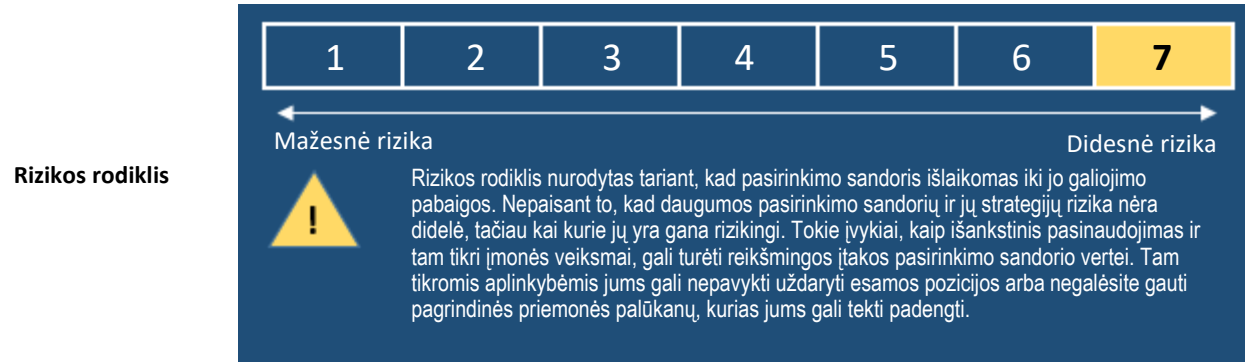 1 2 3 4 5 6 7
Mažesnė rizika Didesnė rizika
Rizikos rodiklis
!
Rizikos rodiklis nurodytas tariant, kad pasirinkimo sandoris išlaikomas iki jo galiojimo
pabaigos. Nepaisant to, kad daugumos pasirinkimo sandorių ir jų strategijų rizika nėra
didelė, tačiau kai kurie jų yra gana rizikingi. Tokie įvykiai, kaip išankstinis pasinaudojimas ir
tam tikri įmonės veiksmai, gali turėti reikšmingos įtakos pasirinkimo sandorio vertei. Tam
tikromis aplinkybėmis jums gali nepavykti uždaryti esamos pozicijos arba negalėsite gauti
pagrindinės priemonės palūkanų, kurias jums gali tekti padengti.